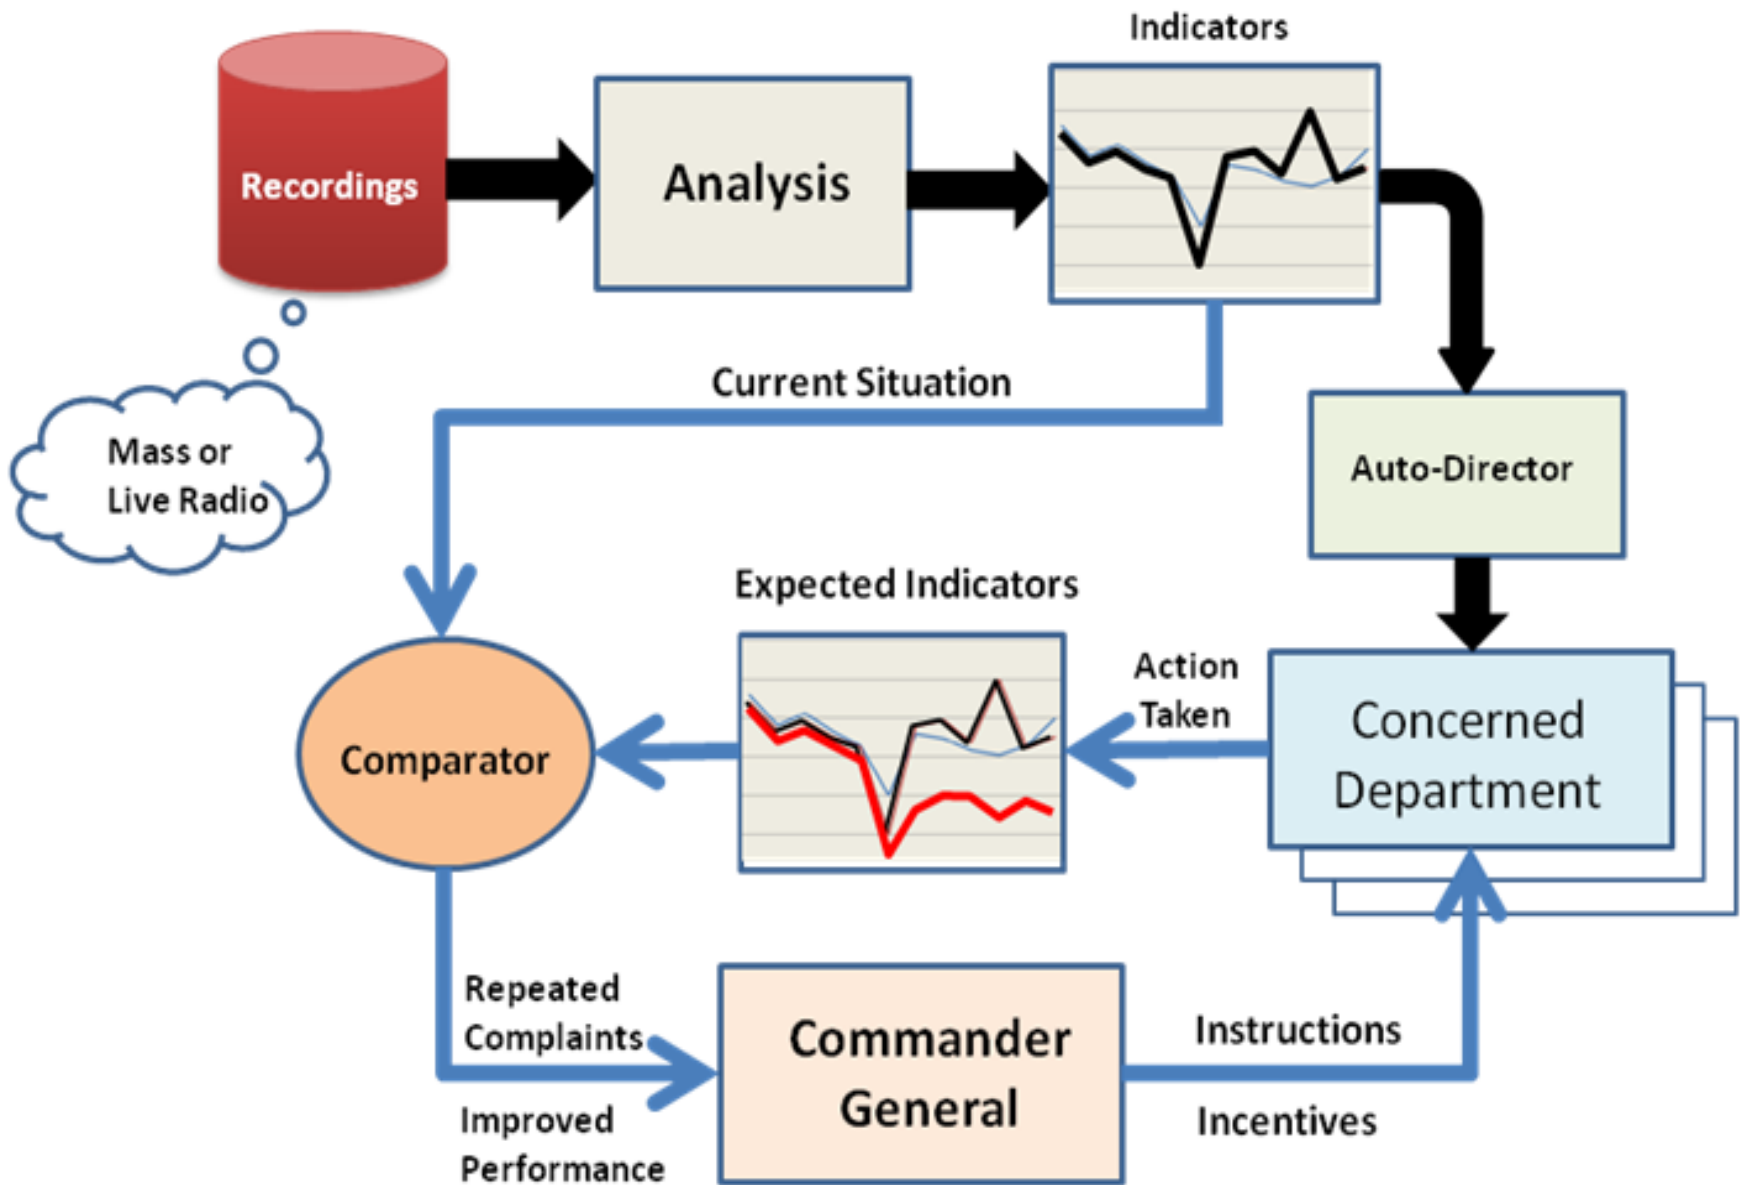 Indicators
Recordings
Analysis
Current Situation
Mass or
Live Radio
Auto-Director
Expected Indicators
Action
Taken
Concerned
Department
Comparator
Repeated
Complaints
Improved
Performance
Commander
General
Instructions
Incentives